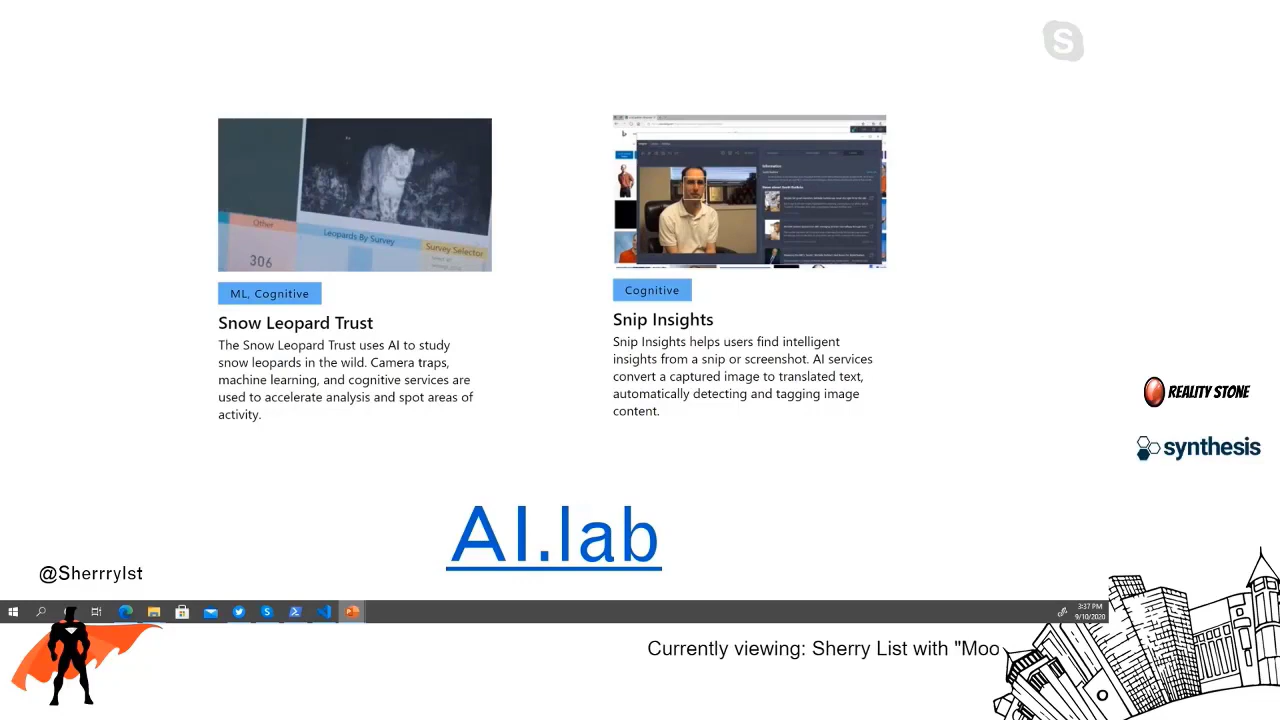 S
Other
Leopards By Survey
Survey Selector
306
Information
ML, Cognitive
Cognitive
Snow Leopard Trust
The Snow Leopard Trust uses AI to study
snow leopards in the wild. Camera traps,
machine learning, and cognitive services are
used to accelerate analysis and spot areas of
activity.
Snip Insights
Snip Insights helps users find intelligent
insights from a snip or screenshot. AI services
convert a captured image to translated text,
automatically detecting and tagging image
content.
REALITY STONE
synthesis
AI.lab
@Sherrrylst
3:37 PM
9/10/2020
Currently viewing: Sherry List with "Moo